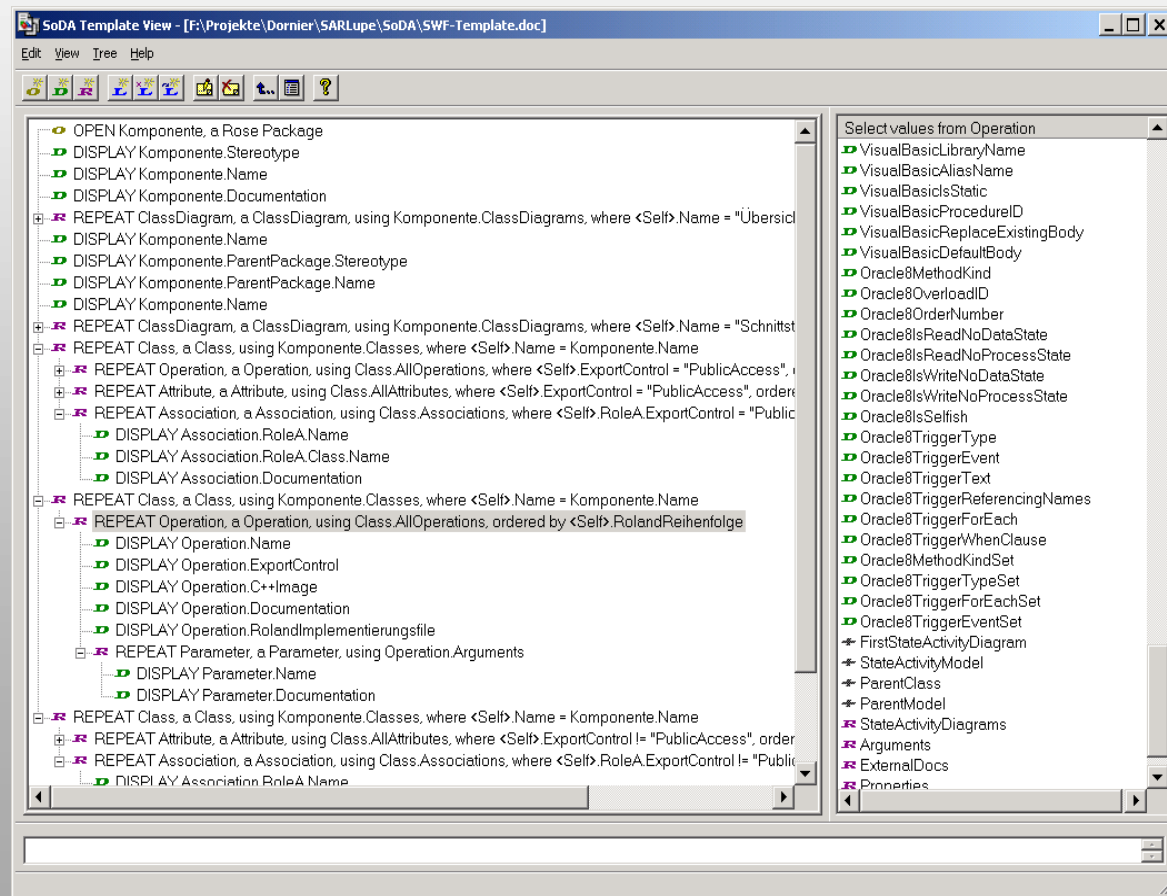 SoDA Template View - [F:\Projekte\Dornier\SARLupe\SoDA\SWF-Template.doc]
Edit View Tree Help
OPEN Komponente, a Rose Package
DISPLAY Komponente.Stereotype
DISPLAY Komponente.Name
DISPLAY Komponente.Documentation
REPEAT ClassDiagram, a ClassDiagram, using Komponente.ClassDiagrams, where <Self>.Name = "Übersicl
DISPLAY Komponente.Name
DISPLAY Komponente.ParentPackage.Stereotype
DISPLAY Komponente.ParentPackage.Name
DISPLAY Komponente.Name
REPEAT ClassDiagram, a ClassDiagram, using Komponente.ClassDiagrams, where <Self>.Name = "Schnittst
REPEAT Class, a Class, using Komponente.Classes, where <Self>.Name = Komponente.Name
REPEAT Operation, a Operation, using Class.AllOperations, where <Self>.ExportControl = "PublicAccess",
REPEAT Attribute, a Attribute, using Class.AllAttributes, where <Self>.ExportControl = "PublicAccess", ordere
REPEAT Association, a Association, using Class.Associations, where <Self>.RoleA.ExportControl = "Public
DISPLAY Association.RoleA.Name
DISPLAY Association.RoleA.Class.Name
DISPLAY Association.Documentation
REPEAT Class, a Class, using Komponente.Classes, where <Self>.Name = Komponente.Name
REPEAT Operation, a Operation, using Class.AllOperations, ordered by <Self>.RolandReihenfolge
DISPLAY Operation.Name
DISPLAY Operation.ExportControl
DISPLAY Operation.C++Image
DISPLAY Operation.Documentation
DISPLAY Operation.RolandImplementierungsfile
REPEAT Parameter, a Parameter, using Operation.Arguments
DISPLAY Parameter.Name
DISPLAY Parameter.Documentation
REPEAT Class, a Class, using Komponente.Classes, where <Self>.Name = Komponente.Name
REPEAT Attribute, a Attribute, using Class.AllAttributes, where <Self>.ExportControl != "PublicAccess", order
REPEAT Association, a Association, using Class.Associations, where <Self>.RoleA.ExportControl != "Public
DISPLAY Association.RoleA.Name
Select values from Operation
VisualBasicLibraryName
VisualBasicAliasName
VisualBasicIsStatic
VisualBasicProcedureID
VisualBasicReplaceExistingBody
VisualBasicDefaultBody
Oracle8MethodKind
Oracle8OverloadID
Oracle8OrderNumber
Oracle8IsReadNoDataState
Oracle8IsReadNoProcessState
Oracle8IsWriteNoDataState
Oracle8IsWriteNoProcessState
Oracle8IsSelfish
Oracle8TriggerType
Oracle8TriggerEvent
Oracle8TriggerText
Oracle8TriggerReferencingNames
Oracle8TriggerForEach
Oracle8TriggerWhenClause
Oracle8MethodKindSet
Oracle8TriggerTypeSet
Oracle8TriggerForEachSet
Oracle8TriggerEventSet
FirstStateActivityDiagram
StateActivityModel
ParentClass
ParentModel
StateActivityDiagrams
Arguments
ExternalDocs
Properties